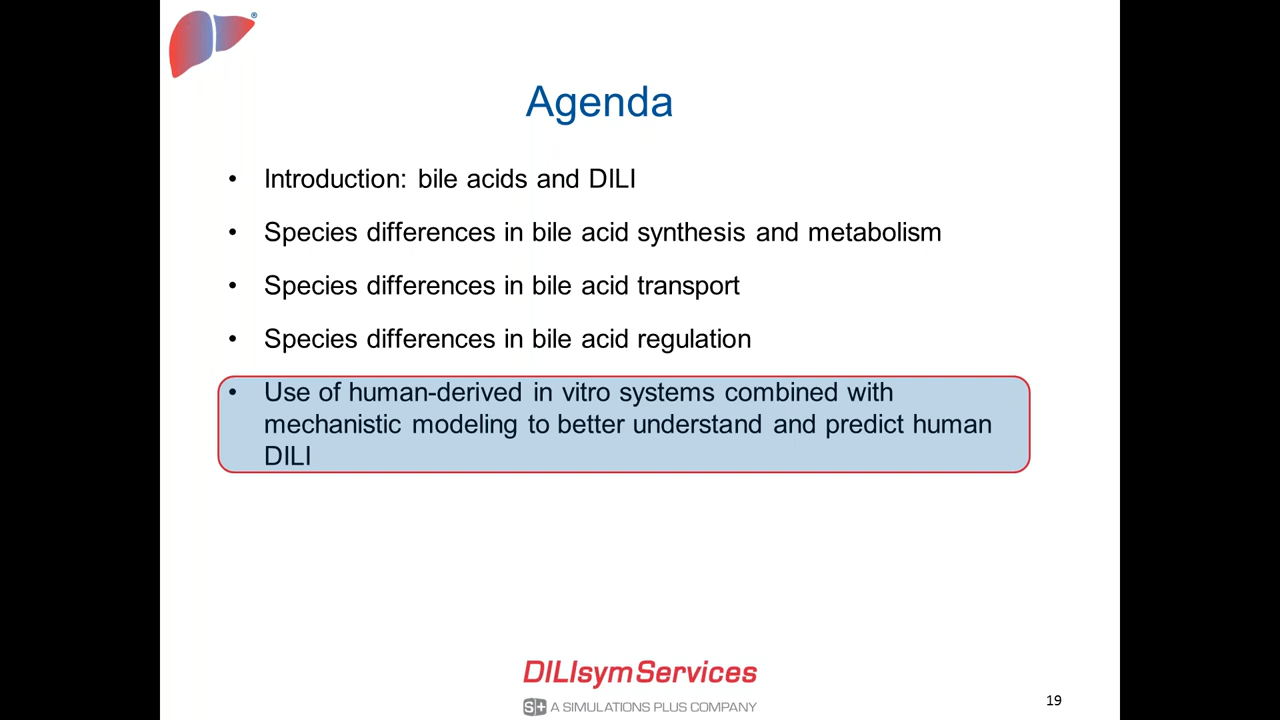 ®
Agenda
• Introduction: bile acids and DILI
• Species differences in bile acid synthesis and metabolism
• Species differences in bile acid transport
• Species differences in bile acid regulation
• Use of human-derived in vitro systems combined with
mechanistic modeling to better understand and predict human
DILI
DILIsymServices
S+ A SIMULATIONS PLUS COMPANY
19